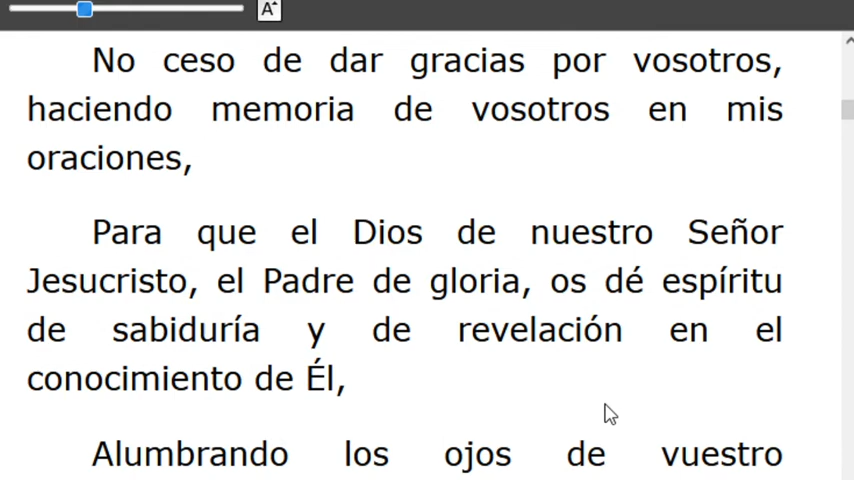 A
No ceso de dar gracias por vosotros,
haciendo memoria de vosotros en mis
oraciones,
Para que el Dios de nuestro Señor
Jesucristo, el Padre de gloria, os dé espíritu
de sabiduría y de revelación en el
conocimiento de Él,
Alumbrando los ojos de vuestro